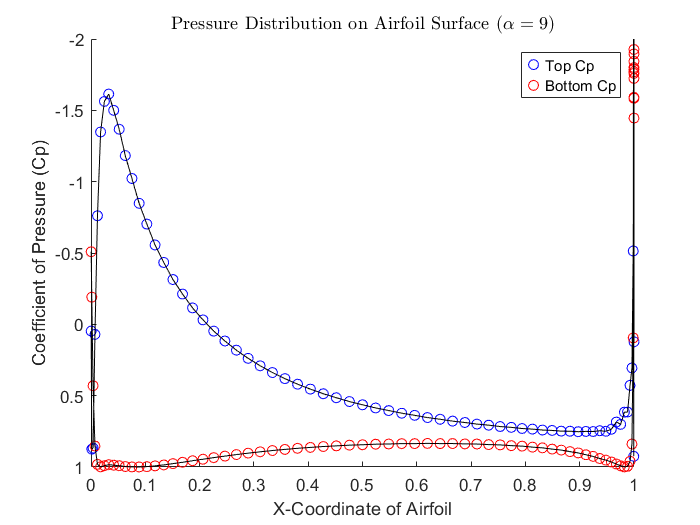 Pressure Distribution on Airfoil Surface (α = 9)
-2
-1.5
-1
-0.5
0
0.5
1
Coefficient of Pressure (Cp)
Top Cp
Bottom Cp
0 0.1 0.2 0.3 0.4 0.5 0.6 0.7 0.8 0.9 1
X-Coordinate of Airfoil